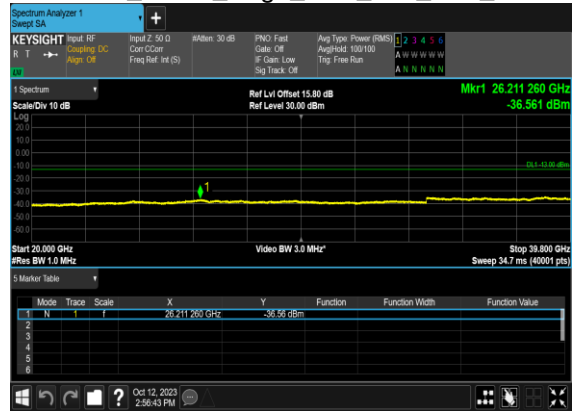 Spectrum Analyzer 1
Swept SA
+
KEYSIGHT Input: RF Input Z: 50 Ω #Atten: 30 dB PNO: Fast Avg Type: Power (RMS) 1 2 3 4 5 6
R T Coupling: DC Corr CCorr Gate: Off Avg|Hold: 100/100 A W W W W W
Align: Off Freq Ref: Int (S) IF Gain: Low Trig: Free Run
Sig Track: Off A N N N N N
1 Spectrum Ref Lvl Offset 15.80 dB Mkr1 26.211 260 GHz
Scale/Div 10 dB Ref Level 30.00 dBm -36.561 dBm
Log
20.0
10.0
0.00
-10.0 DL1 -13.00 dBm
-20.0
-30.0 1
-40.0
-50.0
-60.0
Start 20.000 GHz Video BW 3.0 MHz* Stop 39.800 GHz
#Res BW 1.0 MHz Sweep 34.7 ms (40001 pts)
5 Marker Table
Mode Trace Scale X Y Function Function Width Function Value
1 N 1 f 26.211 260 GHz -36.56 dBm
2
3
4
5
6
? Oct 12, 2023
2:56:43 PM